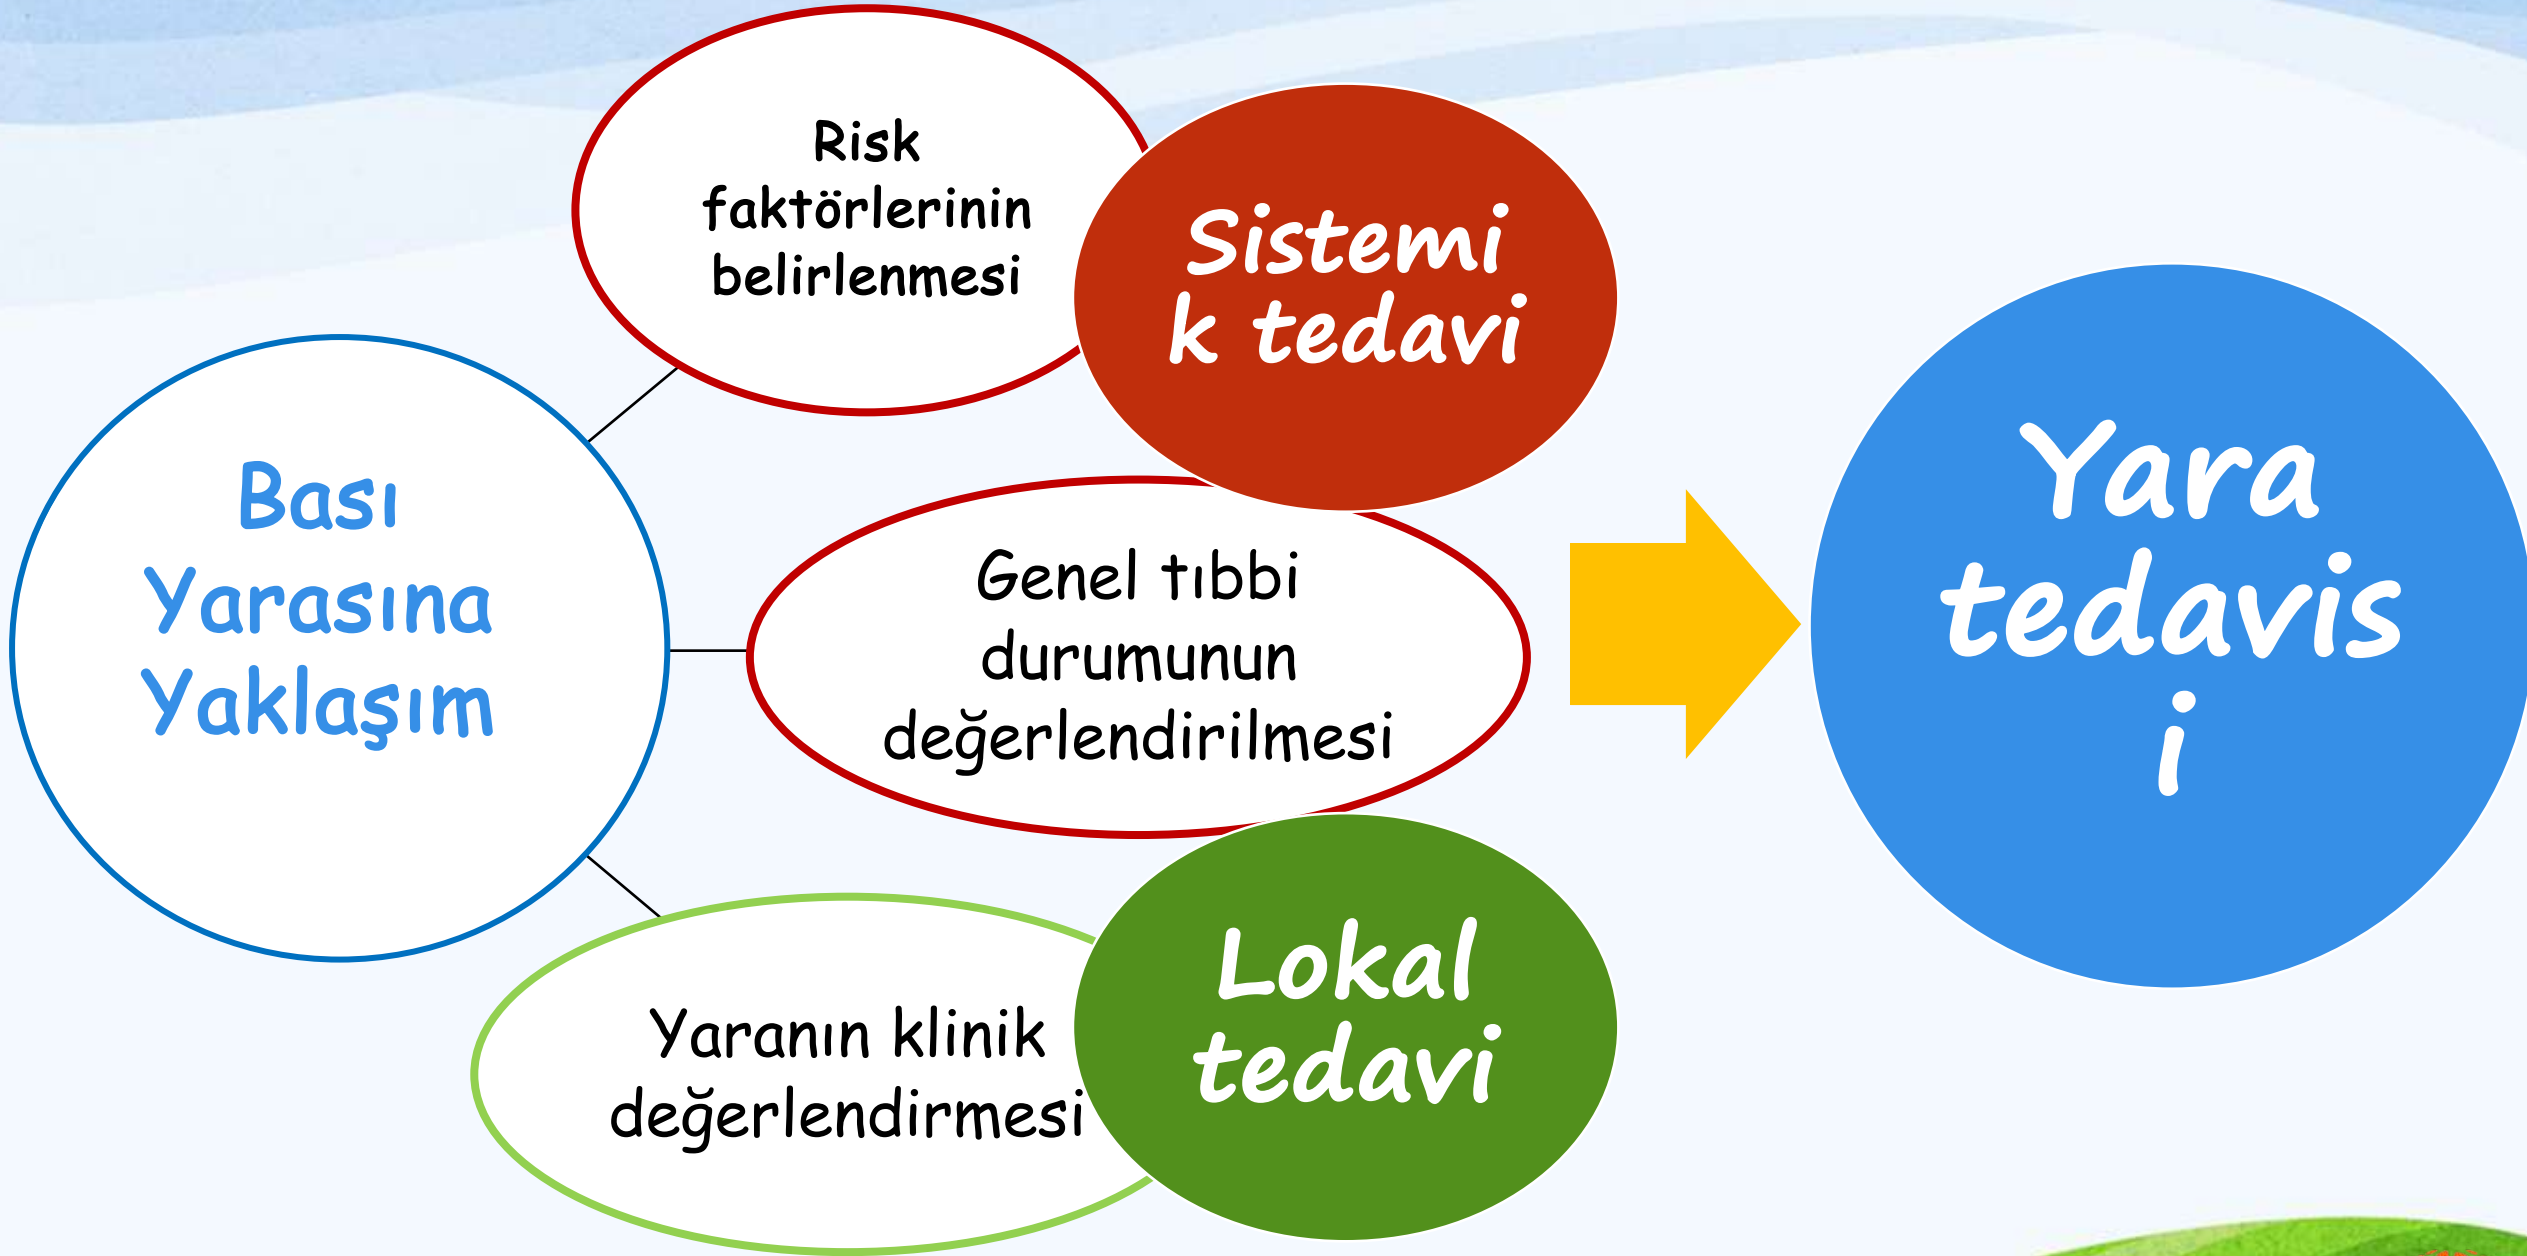 Bası
Yarasına
Yaklaşım
Risk
faktörlerinin
belirlenmesi
Sistemi
k tedavi
Genel tıbbi
durumunun
değerlendirilmesi
Yaranın klinik
değerlendirmesi
Lokal
tedavi
Yara
tedavis
i